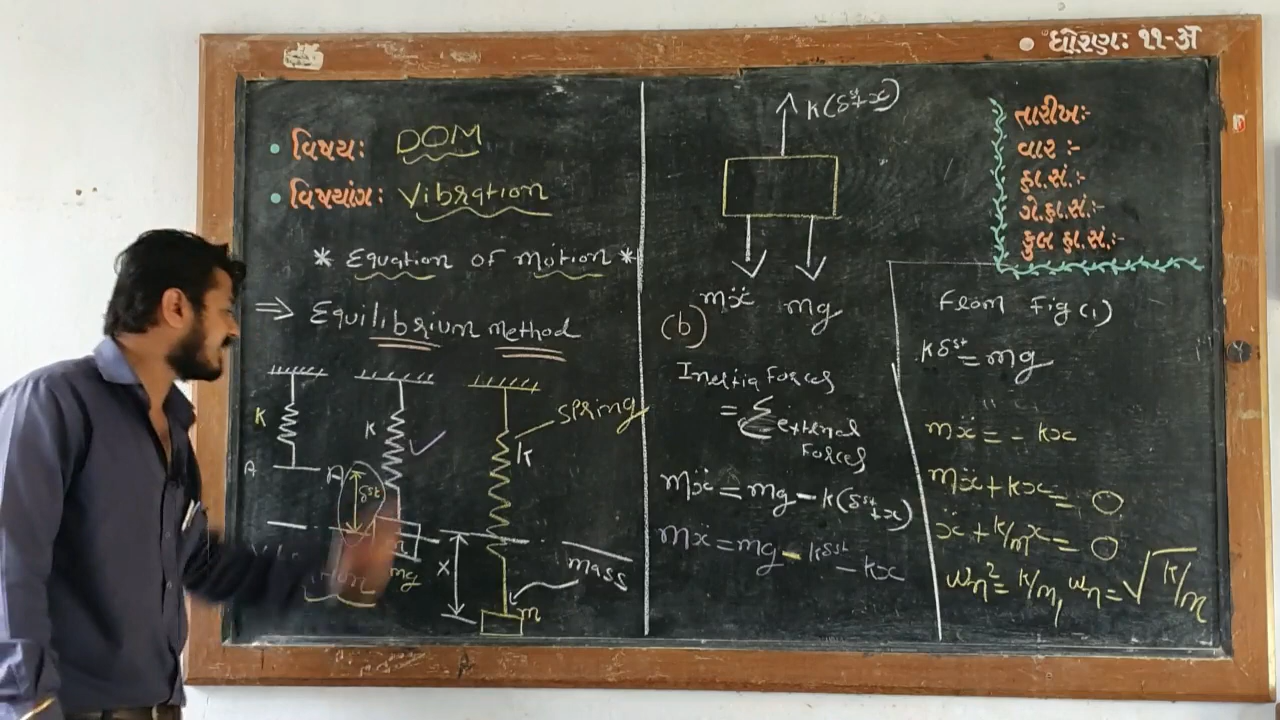 ધોરણ: ૧૧-અ
• વિષય: DOM
• વિષયાંગ: Vibration
* Equation of Motion *
⇒ Equilibrium method
K
A
K
A
δst
m
mg
K
spring
X
m
mass
K(δst+x)
mẍ mg
(b)
Inertia Forces
= Σ external
Forces
mẍ = mg - k(δst+x)
mẍ = mg - kδst - kx
તારીખ:-
વાર :-
હા.સં.:-
ગે.હા.સં.:-
કુલ હા.સં.:-
From Fig (1)
kδst = mg
mẍ = - kx
mẍ + kx = 0
ẍ + k/m x = 0
ωn² = k/m, ωn = √k/m